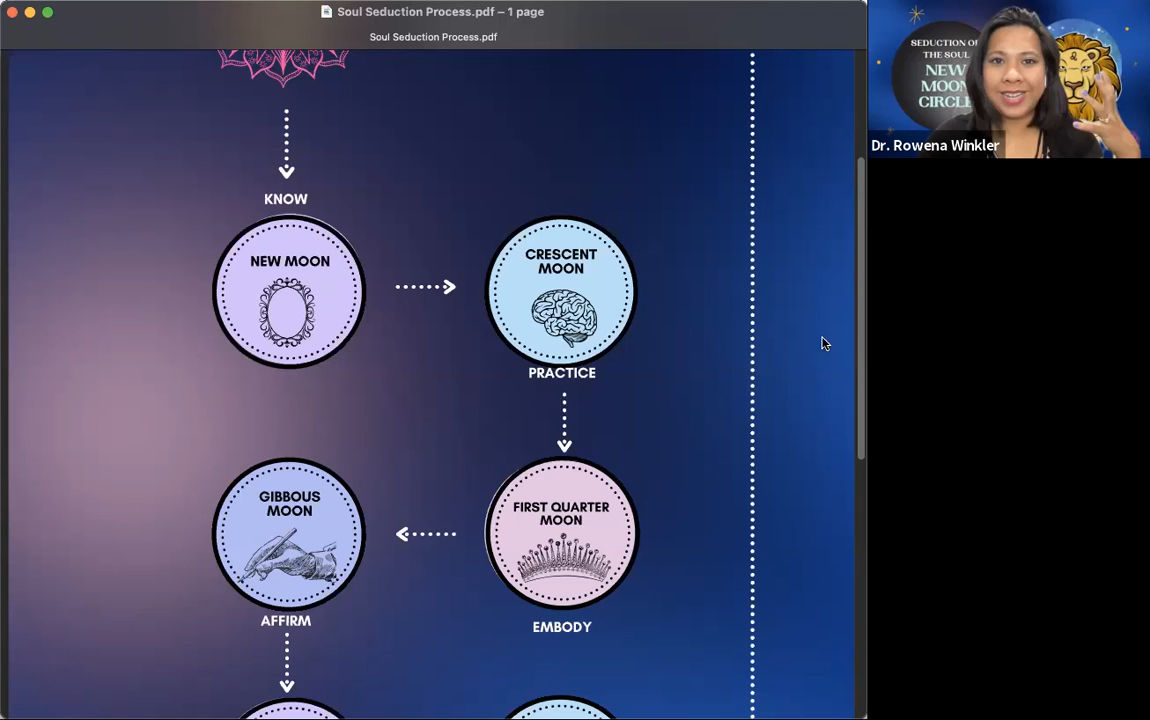 Soul Seduction Process.pdf – 1 page
Soul Seduction Process.pdf
KNOW
NEW MOON
CRESCENT
MOON
PRACTICE
GIBBOUS
MOON
AFFIRM
FIRST QUARTER
MOON
EMBODY
SEDUCTION OF
THE SOUL
NEW
MOON
CIRCLE
Dr. Rowena Winkler